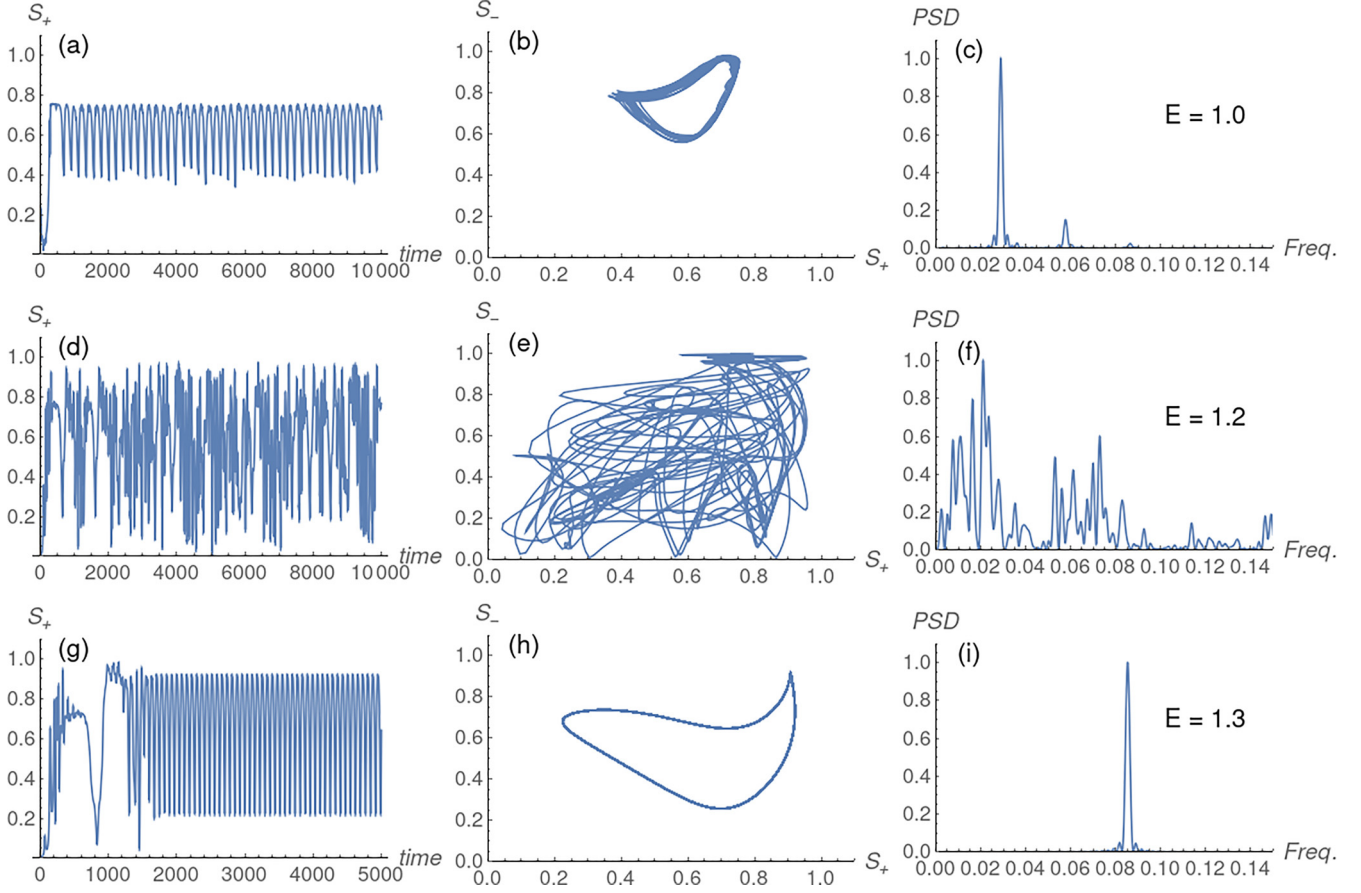 S+ S− PSD
(a) (b) (c)
1.0 1.0 1.0
0.8 0.8 0.8
E = 1.0
0.6 0.6 0.6
0.4 0.4 0.4
0.2 0.2 0.2
time 0.0 S+ 0.0 Freq.
0 2000 4000 6000 8000 10000 0.0 0.2 0.4 0.6 0.8 1.0 0.00 0.02 0.04 0.06 0.08 0.10 0.12 0.14
S+ S− PSD
(d) (e) (f)
1.0 1.0 1.0
0.8 0.8 0.8
E = 1.2
0.6 0.6 0.6
0.4 0.4 0.4
0.2 0.2 0.2
time 0.0 S+ 0.0 Freq.
0 2000 4000 6000 8000 10000 0.0 0.2 0.4 0.6 0.8 1.0 0.00 0.02 0.04 0.06 0.08 0.10 0.12 0.14
S+ S− PSD
(g) (h) (i)
1.0 1.0 1.0
0.8 0.8 0.8
E = 1.3
0.6 0.6 0.6
0.4 0.4 0.4
0.2 0.2 0.2
time 0.0 S+ 0.0 Freq.
0 1000 2000 3000 4000 5000 0.0 0.2 0.4 0.6 0.8 1.0 0.00 0.02 0.04 0.06 0.08 0.10 0.12 0.14